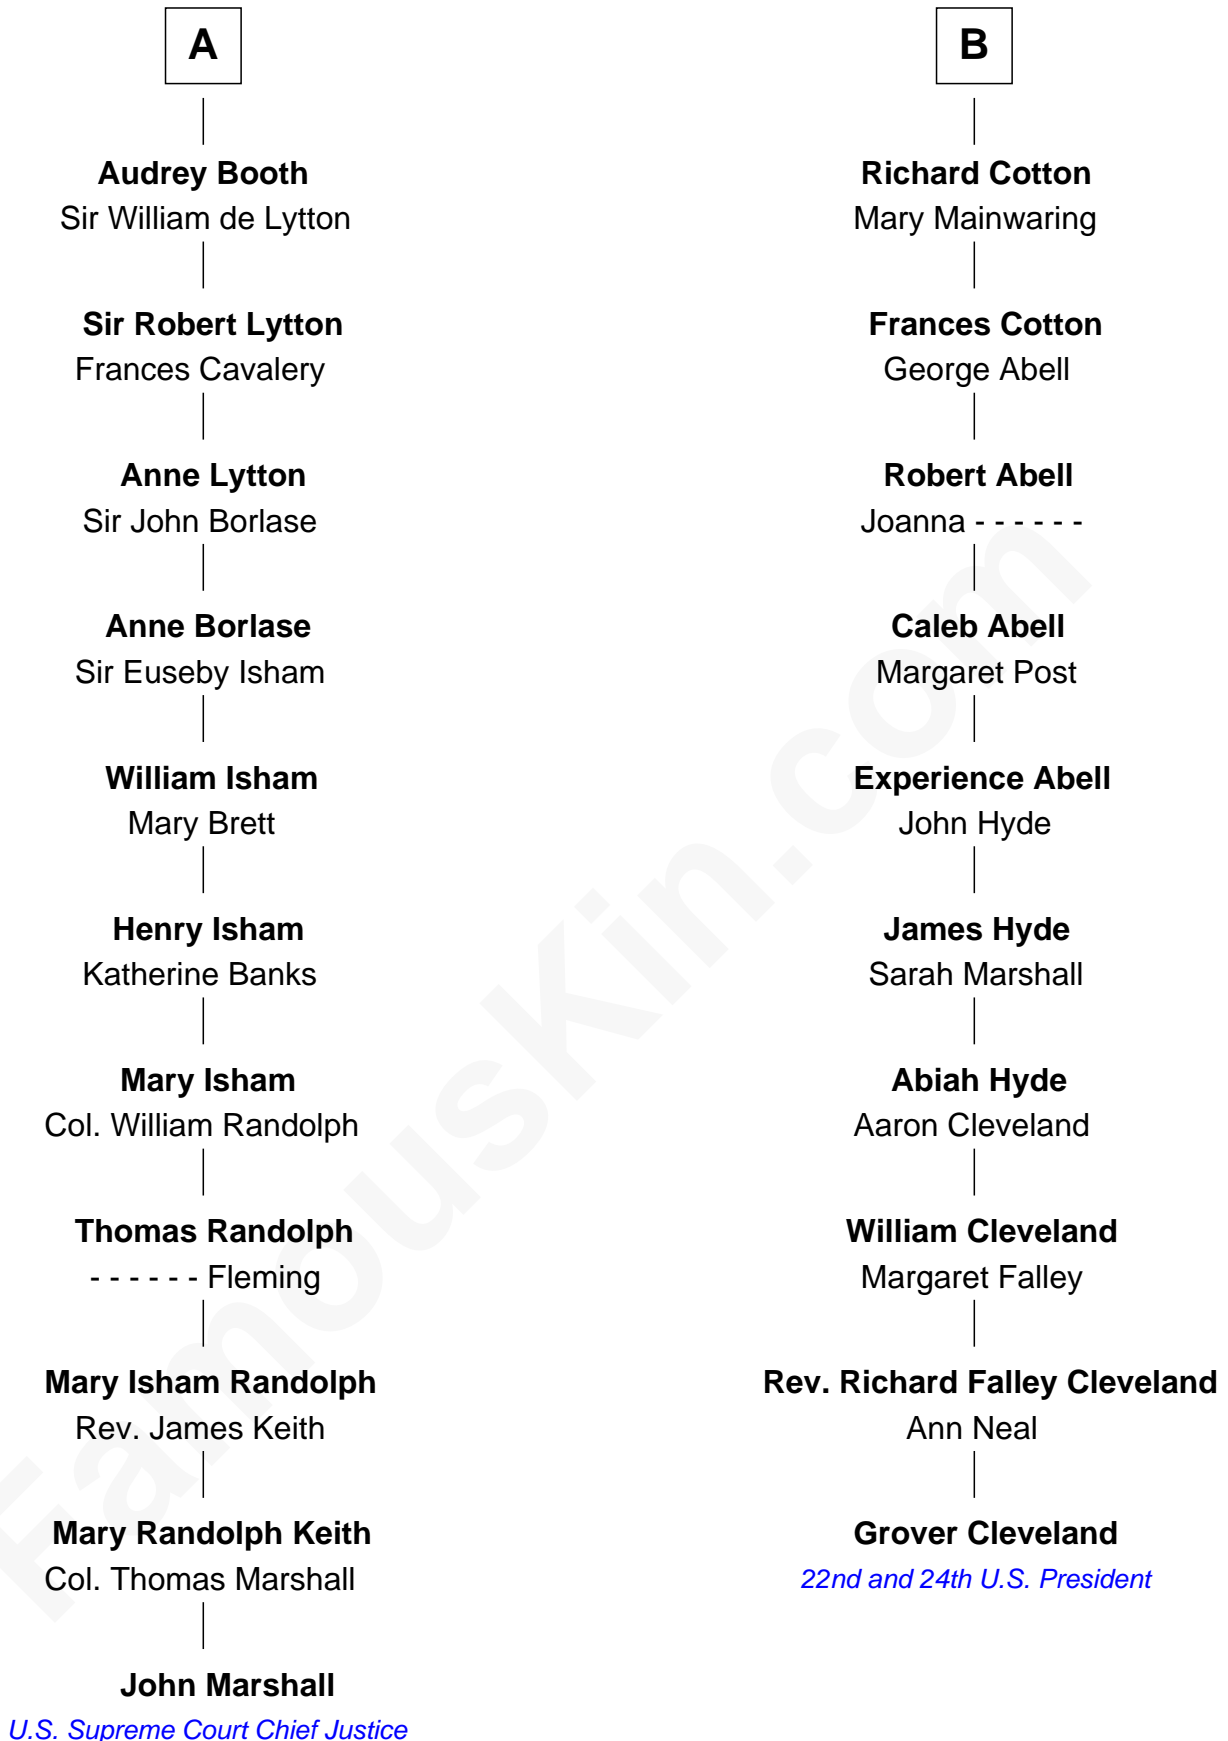 A
Audrey Booth
Sir William de Lytton
Sir Robert Lytton
Frances Cavalery
Anne Lytton
Sir John Borlase
Anne Borlase
Sir Euseby Isham
William Isham
Mary Brett
Henry Isham
Katherine Banks
Mary Isham
Col. William Randolph
Thomas Randolph
- - - - - - Fleming
Mary Isham Randolph
Rev. James Keith
Mary Randolph Keith
Col. Thomas Marshall
John Marshall
U.S. Supreme Court Chief Justice
B
Richard Cotton
Mary Mainwaring
Frances Cotton
George Abell
Robert Abell
Joanna - - - - - -
Caleb Abell
Margaret Post
Experience Abell
John Hyde
James Hyde
Sarah Marshall
Abiah Hyde
Aaron Cleveland
William Cleveland
Margaret Falley
Rev. Richard Falley Cleveland
Ann Neal
Grover Cleveland
22nd and 24th U.S. President
FamousKin.com